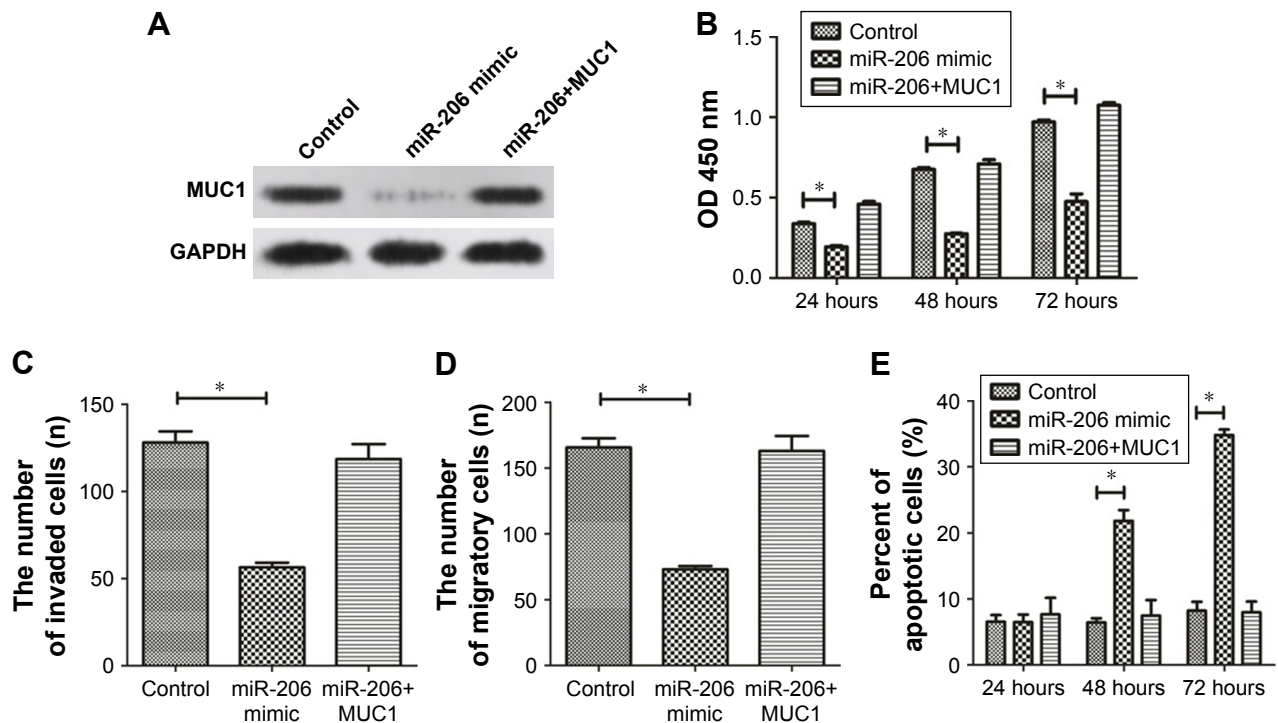 A
Control
miR-206 mimic
miR-206+MUC1
MUC1
GAPDH
B
Control
miR-206 mimic
miR-206+MUC1
OD 450 nm
1.5
1.0
0.5
0.0
*
*
*
24 hours
48 hours
72 hours
C
The number
of invaded cells (n)
150
100
50
0
*
Control
miR-206
mimic
miR-206+
MUC1
D
The number
of migratory cells (n)
200
150
100
50
0
*
Control
miR-206
mimic
miR-206+
MUC1
E
Control
miR-206 mimic
miR-206+MUC1
Percent of
apoptotic cells (%)
40
30
20
10
0
*
*
24 hours
48 hours
72 hours